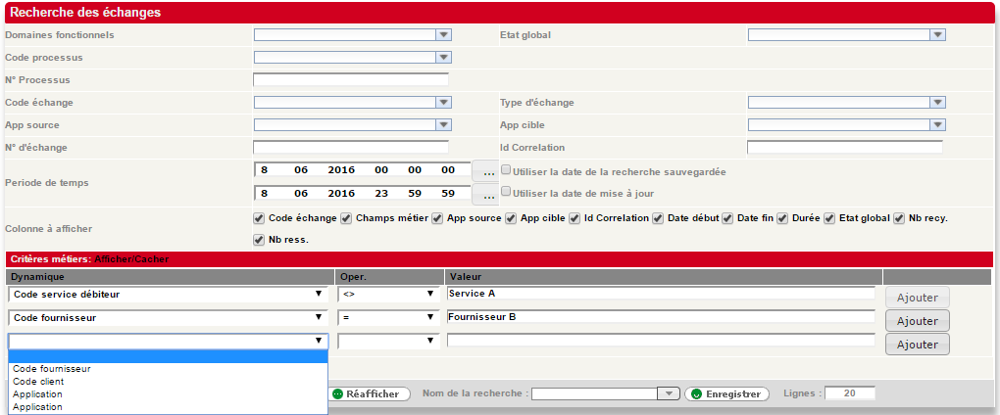 Recherche des échanges
Domaines fonctionnels Etat global
Code processus
N° Processus
Code échange Type d'échange
App source App cible
N° d'échange Id Correlation
Periode de temps
8 06 2016 00 00 00 ... Utiliser la date de la recherche sauvegardée
8 06 2016 23 59 59 ... Utiliser la date de mise à jour
Colonne à afficher
Code échange Champs métier App source App cible Id Correlation Date début Date fin Durée Etat global Nb recy.
Nb ress.
Critères métiers: Afficher/Cacher
Dynamique Oper. Valeur
Code service débiteur <> Service A Ajouter
Code fournisseur = Fournisseur B Ajouter
Ajouter
Code fournisseur
Code client
Application
Application
Réafficher Nom de la recherche : Enregistrer Lignes : 20